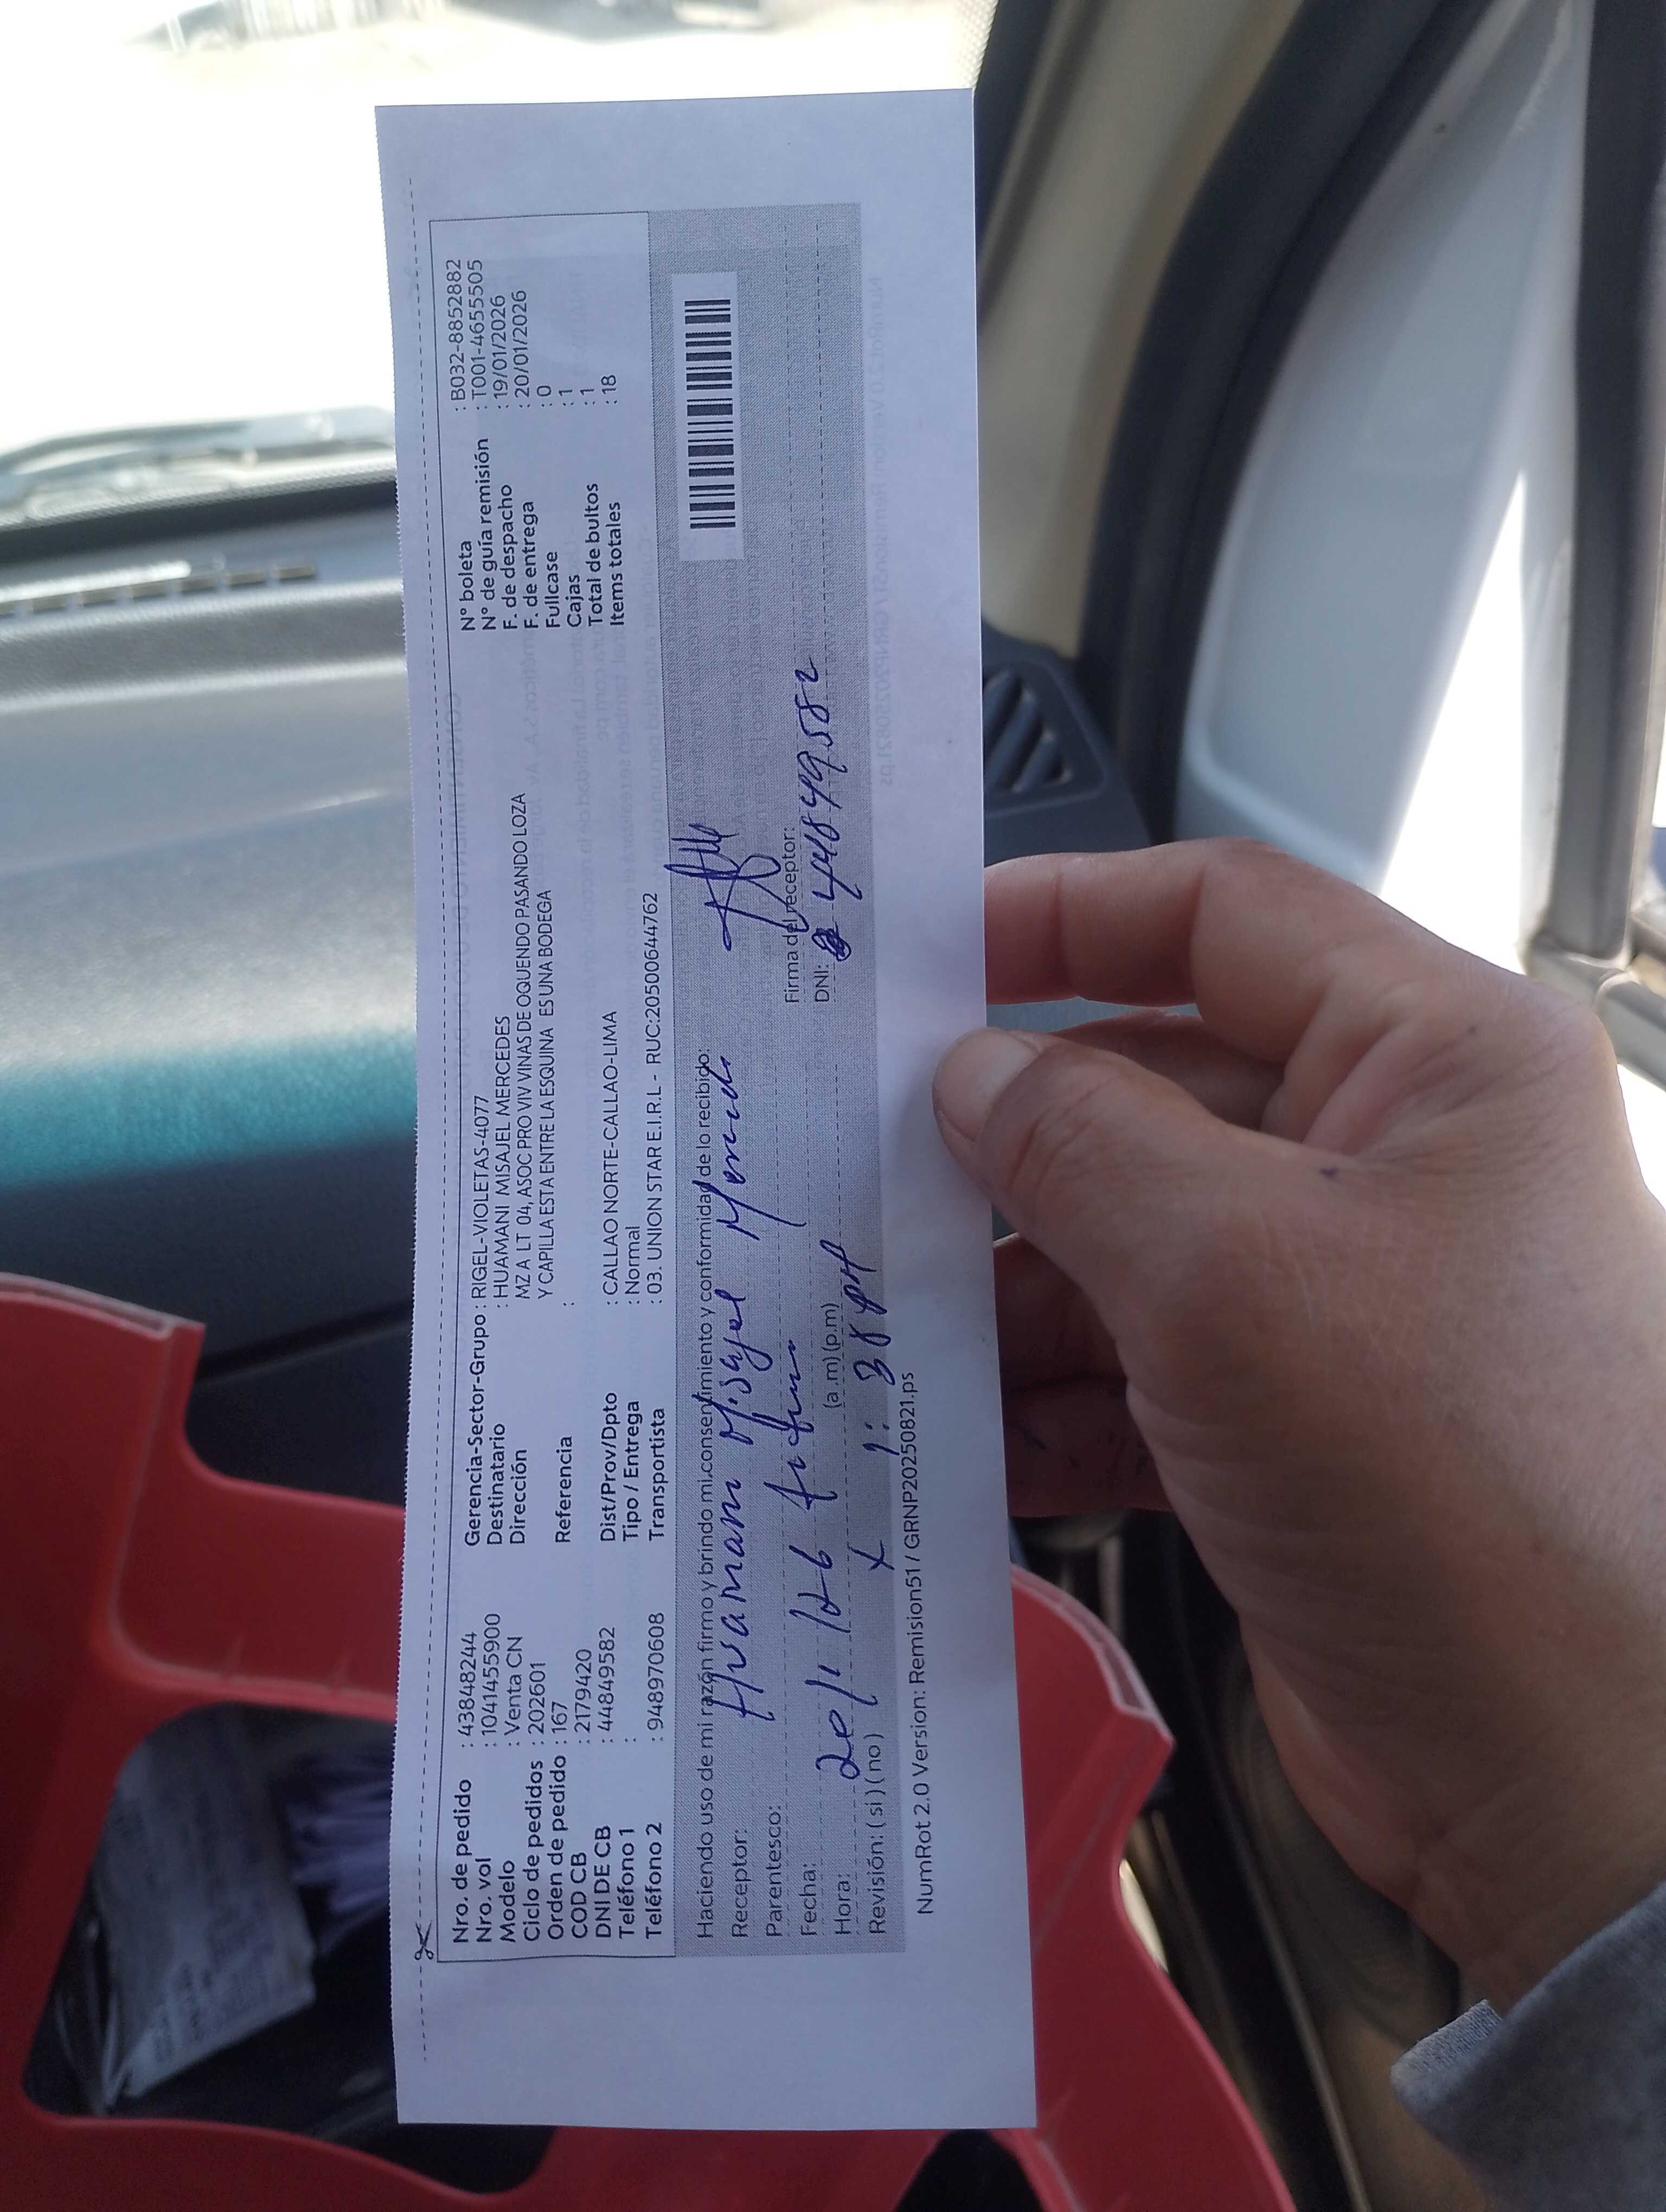 Nro. de pedido : 43848244 Gerencia-Sector-Grupo : RIGEL-VIOLETAS-4077 N° boleta : B032-8852882
Nro. vol : 1041455900 Destinatario : HUAMANI MISAJEL MERCEDES N° de guía remisión : T001-4655505
Modelo : Venta CN Dirección MZ A LT 04, ASOC PRO VIV VINAS DE OQUENDO PASANDO LOZA F. de despacho : 19/01/2026
Ciclo de pedidos : 202601 Y CAPILLA ESTA ENTRE LA ESQUINA ES UNA BODEGA F. de entrega : 20/01/2026
Orden de pedido : 167 Referencia : Fullcase : 0
COD CB : 2179420 Cajas : 1
DNI DE CB : 44849582 Dist/Prov/Dpto : CALLAO NORTE-CALLAO-LIMA Total de bultos : 1
Teléfono 1 : Tipo / Entrega : Normal Items totales : 18
Teléfono 2 : 948970608 Transportista : 03. UNION STAR E.I.R.L - RUC:20500644762
Haciendo uso de mi razón firmo y brindo mi consentimiento y conformidad de lo recibido:
Receptor: Huamani Misajel
Parentesco:
Firma del receptor:
Fecha: 20/1/26
DNI: 44849582
Hora: (a.m) (p.m) 1:38 pm
Revisión: ( si ) ( no ) x
NumRot 2.0 Version: Remision51 / GRNP20250821.ps